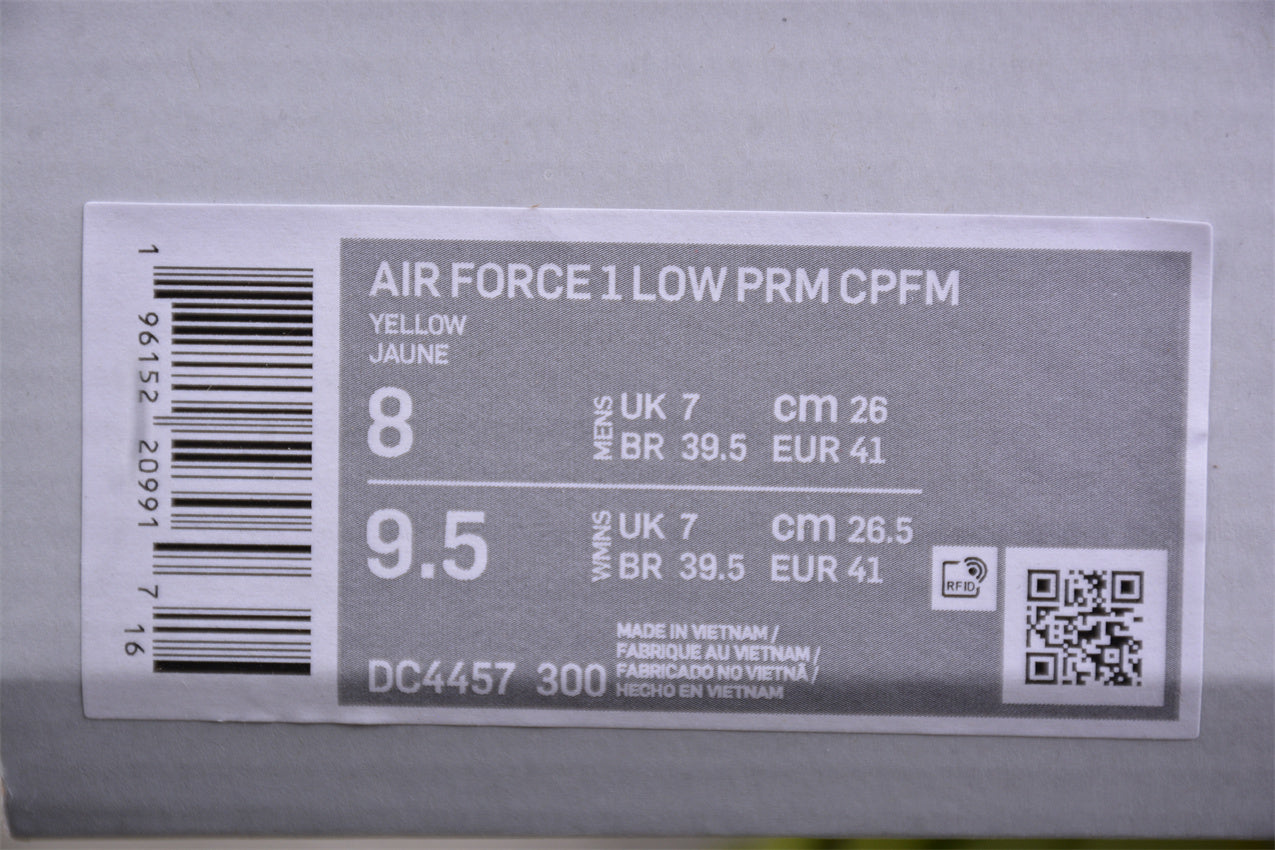 1 96152 20991 7 16
AIR FORCE 1 LOW PRM CPFM
YELLOW
JAUNE
8
MENS
UK 7 cm 26
BR 39.5 EUR 41
9.5
WMNS
UK 7 cm 26.5
BR 39.5 EUR 41
RFID
DC4457 300
MADE IN VIETNAM /
FABRIQUE AU VIETNAM /
FABRICADO NO VIETNÃ /
HECHO EN VIETNAM